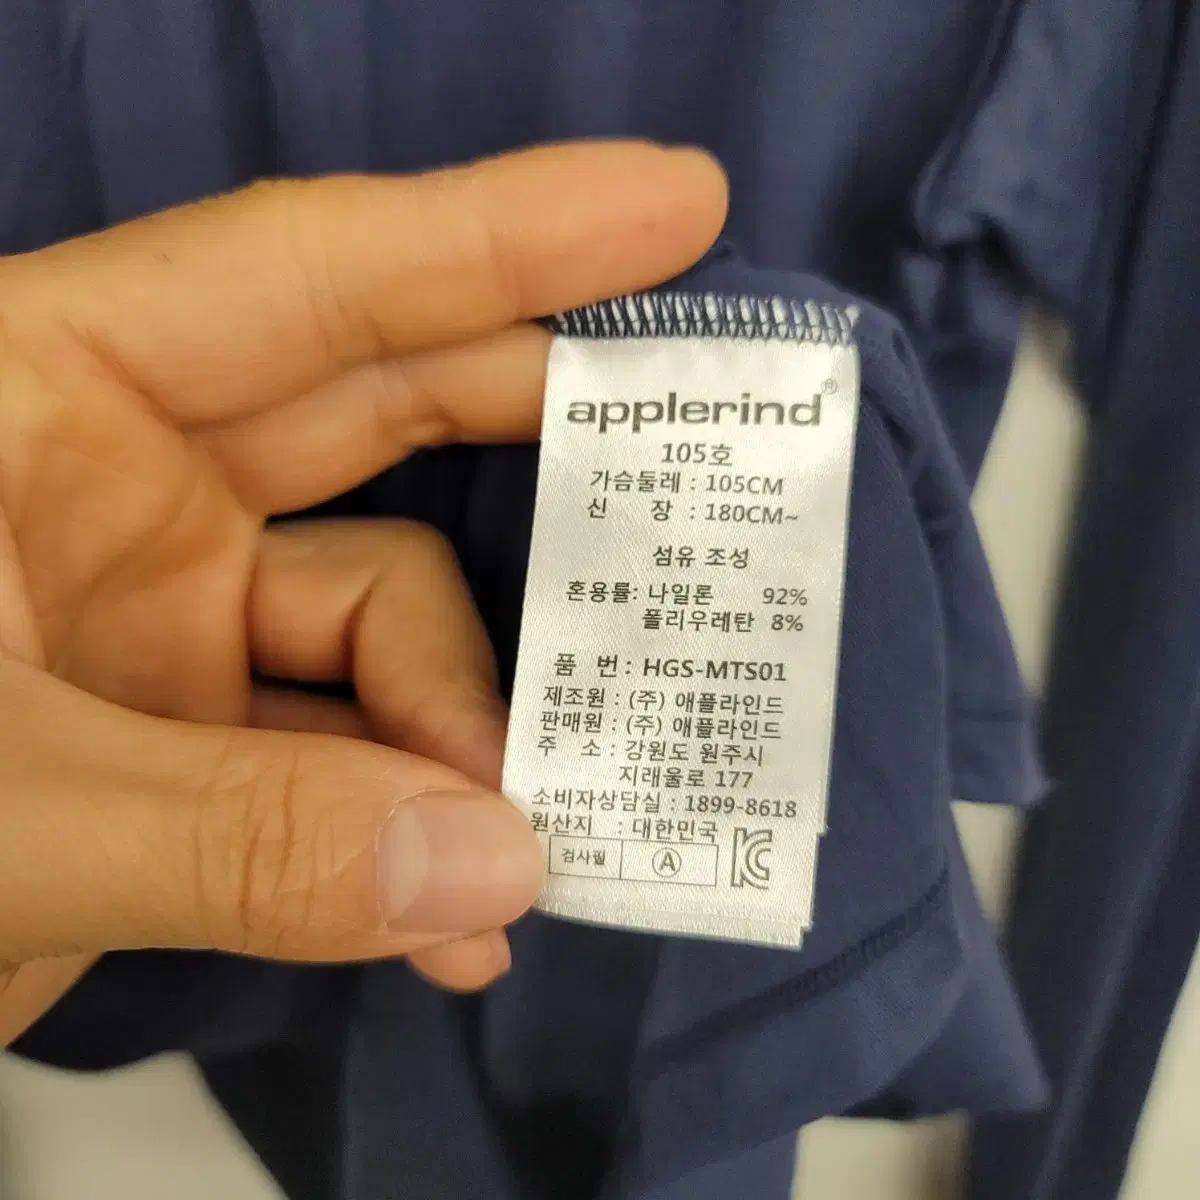 applerind®
105호
가슴둘레 : 105CM
신 장 : 180CM~
섬유 조성
혼용률: 나일론 92%
폴리우레탄 8%
품 번 : HGS-MTS01
제조원 : (주) 애플라인드
판매원 : (주) 애플라인드
주 소 : 강원도 원주시
지래울로 177
소비자상담실 : 1899-8618
원산지 : 대한민국
검사필 Ⓐ KC